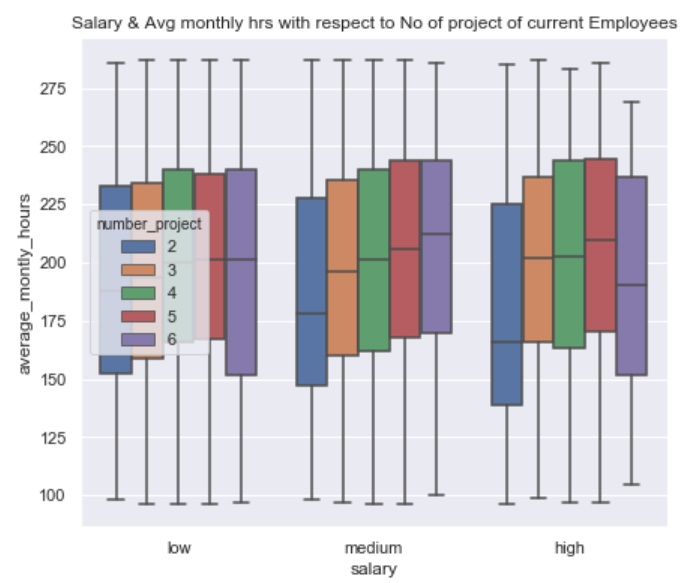 Salary & Avg monthly hrs with respect to No of project of current Employees
275
250
225
200
175
150
125
100
average_montly_hours
number_project
2
3
4
5
6
low medium high
salary